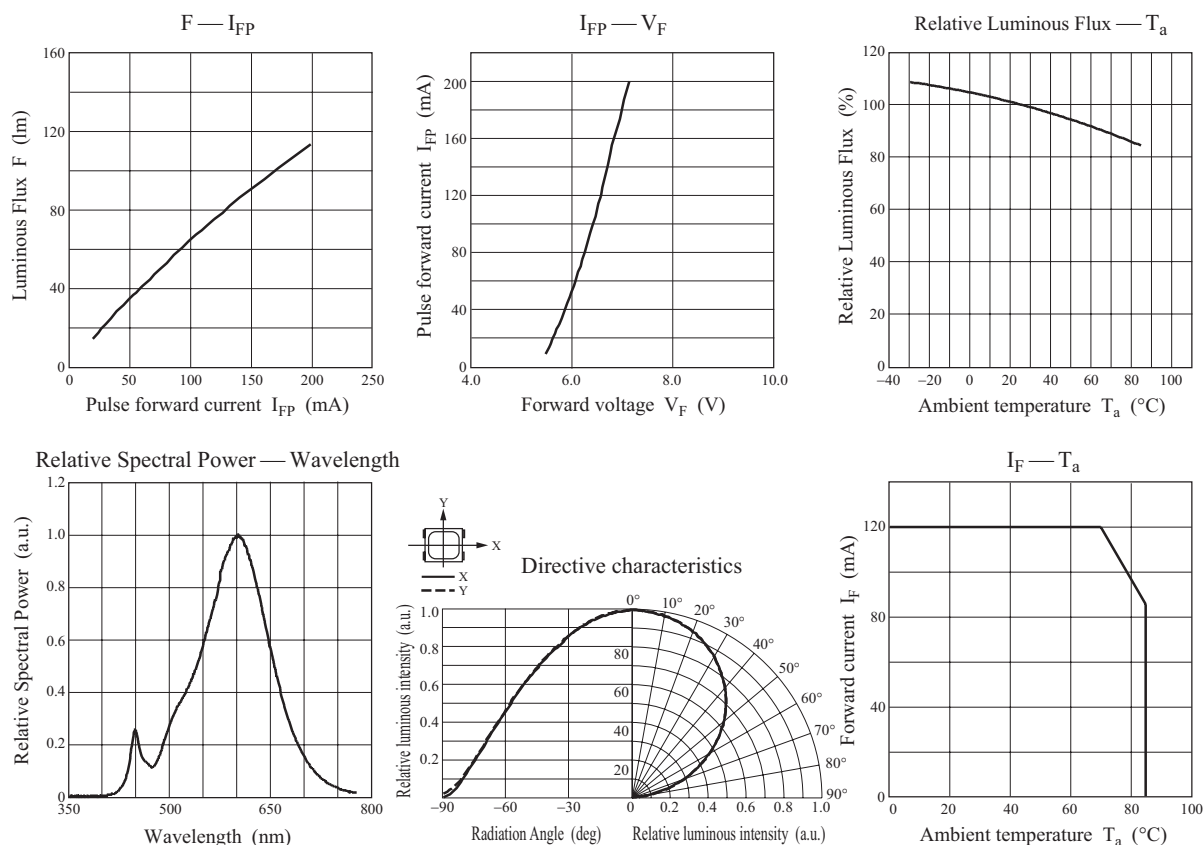 F — I_FP
Luminous Flux F (lm)
160
120
80
40
0
0 50 100 150 200 250
Pulse forward current I_FP (mA)
I_FP — V_F
Pulse forward current I_FP (mA)
200
160
120
80
40
0
4.0 6.0 8.0 10.0
Forward voltage V_F (V)
Relative Luminous Flux — T_a
Relative Luminous Flux (%)
120
100
80
60
40
20
0
−40 −20 0 20 40 60 80 100
Ambient temperature T_a (°C)
Relative Spectral Power — Wavelength
Relative Spectral Power (a.u.)
1.2
1.0
0.8
0.6
0.4
0.2
0
350 500 650 800
Wavelength (nm)
Y
X
X
Y
Directive characteristics
Relative luminous intensity (a.u.)
1.0
0.8
0.6
0.4
0.2
80
60
40
20
0° 10° 20° 30° 40° 50° 60° 70° 80° 90°
−90 −60 −30 0 0.2 0.4 0.6 0.8 1.0
Radiation Angle (deg) Relative luminous intensity (a.u.)
I_F — T_a
Forward current I_F (mA)
120
80
40
0
0 20 40 60 80 100
Ambient temperature T_a (°C)